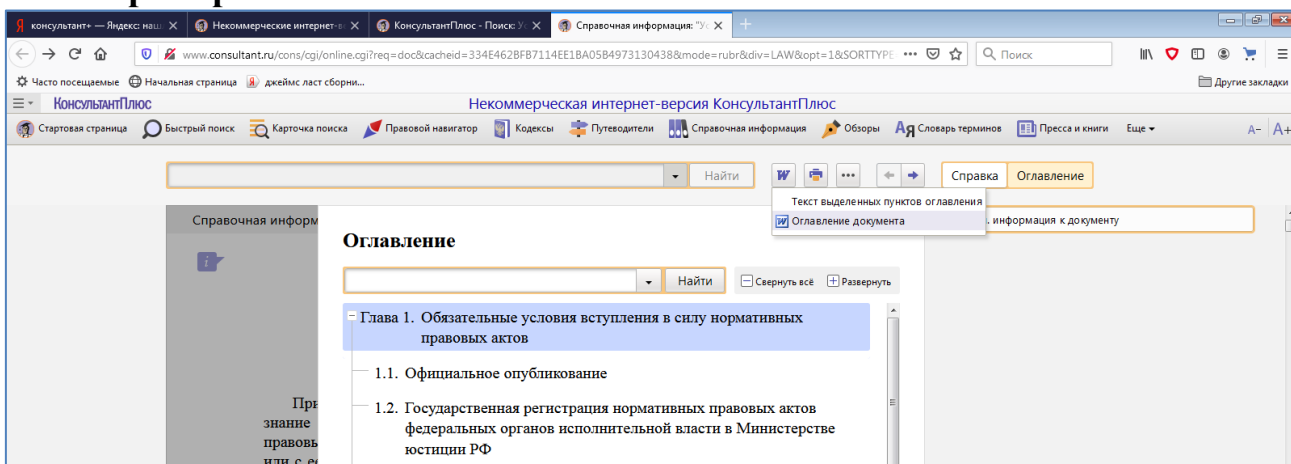 консультант+ — Яндекс: наш
Некоммерческие интернет-в
КонсультантПлюс - Поиск: У
Справочная информация: "Ус
www.consultant.ru/cons/cgi/online.cgi?req=doc&cacheid=334E462BFB7114EE1BA05B4973130438&mode=rubr&div=LAW&opt=1&SORTTYPE
Поиск
Часто посещаемые Начальная страница джеймс ласт сборни... Другие закладки
КонсультантПлюс Некоммерческая интернет-версия КонсультантПлюс
Стартовая страница Быстрый поиск Карточка поиска Правовой навигатор Кодексы Путеводители Справочная информация Обзоры Словарь терминов Пресса и книги Еще A- A+
Найти Справка Оглавление
Текст выделенных пунктов оглавления
Оглавление документа
. информация к документу
Справочная информ
Оглавление
Найти Свернуть всё Развернуть
Глава 1. Обязательные условия вступления в силу нормативных
правовых актов
1.1. Официальное опубликование
1.2. Государственная регистрация нормативных правовых актов
федеральных органов исполнительной власти в Министерстве
юстиции РФ
При
знание
правовь
или с ее